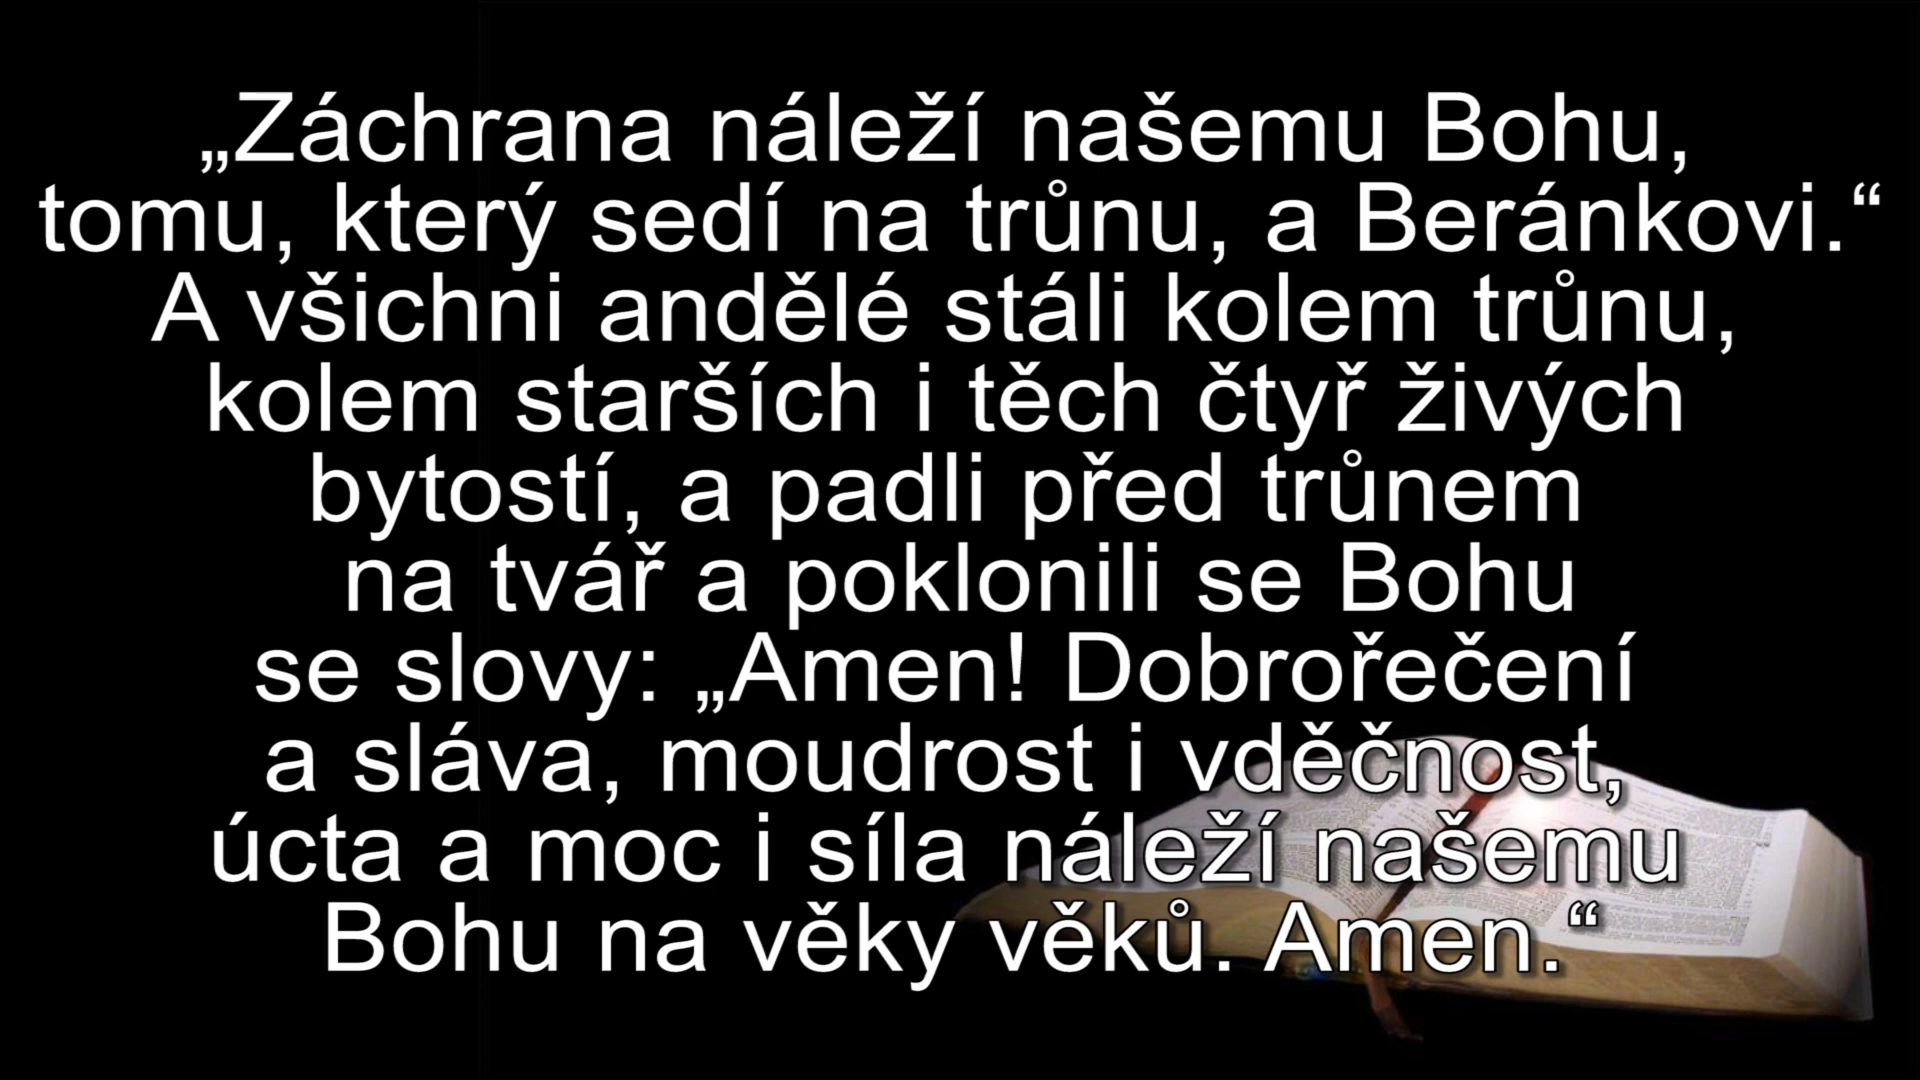 „Záchrana náleží našemu Bohu,
tomu, který sedí na trůnu, a Beránkovi.“
A všichni andělé stáli kolem trůnu,
kolem starších i těch čtyř živých
bytostí, a padli před trůnem
na tvář a poklonili se Bohu
se slovy: „Amen! Dobrořečení
a sláva, moudrost i vděčnost,
úcta a moc i síla náleží našemu
Bohu na věky věků. Amen.“